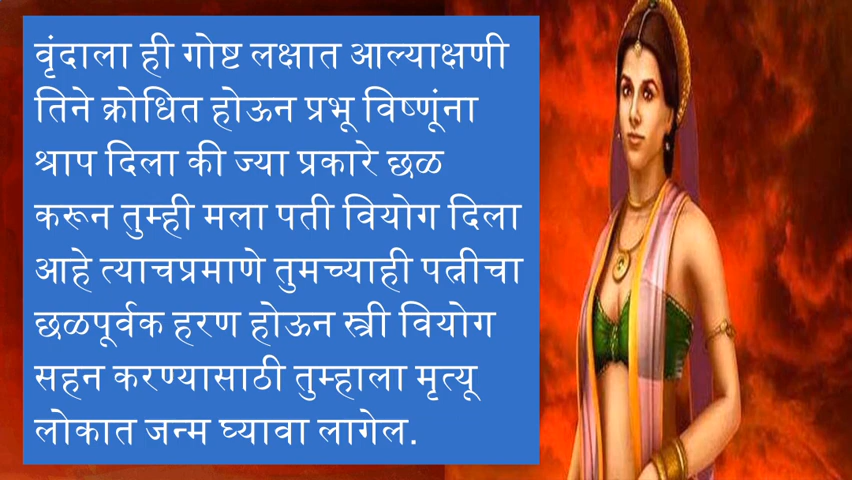 वृंदाला ही गोष्ट लक्षात आल्याक्षणी
तिने क्रोधित होऊन प्रभू विष्णूंना
श्राप दिला की ज्या प्रकारे छळ
करून तुम्ही मला पती वियोग दिला
आहे त्याचप्रमाणे तुमच्याही पत्नीचा
छळपूर्वक हरण होऊन स्त्री वियोग
सहन करण्यासाठी तुम्हाला मृत्यू
लोकात जन्म घ्यावा लागेल.